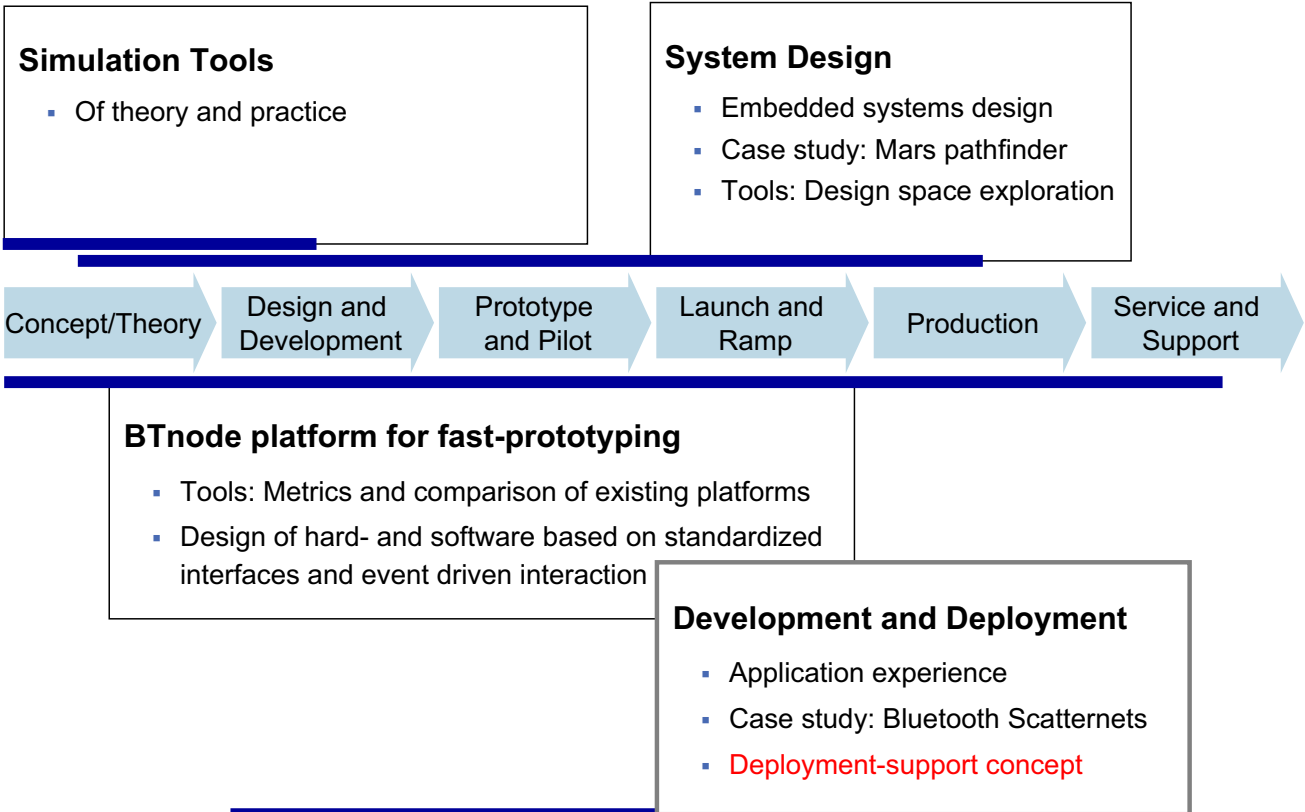 Simulation Tools
Of theory and practice
System Design
Embedded systems design
Case study: Mars pathfinder
Tools: Design space exploration
Concept/Theory
Design and
Development
Prototype
and Pilot
Launch and
Ramp
Production
Service and
Support
BTnode platform for fast-prototyping
Tools: Metrics and comparison of existing platforms
Design of hard- and software based on standardized
interfaces and event driven interaction
Development and Deployment
Application experience
Case study: Bluetooth Scatternets
Deployment-support concept